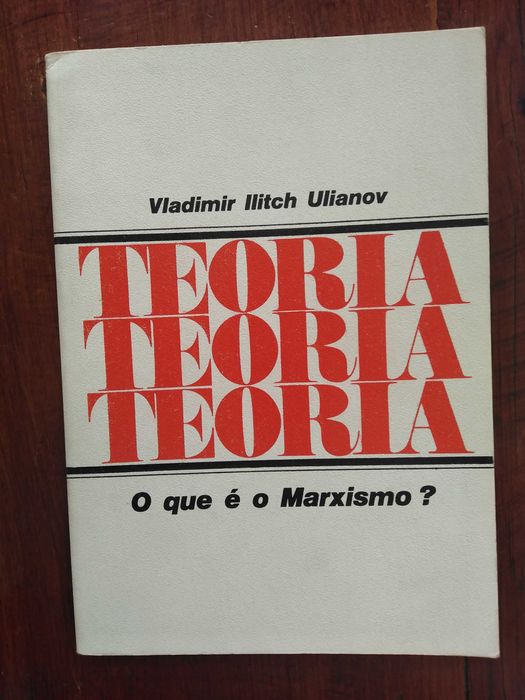 Vladimir Ilitch Ulianov
TEORIA
TEORIA
TEORIA
O que é o Marxismo ?